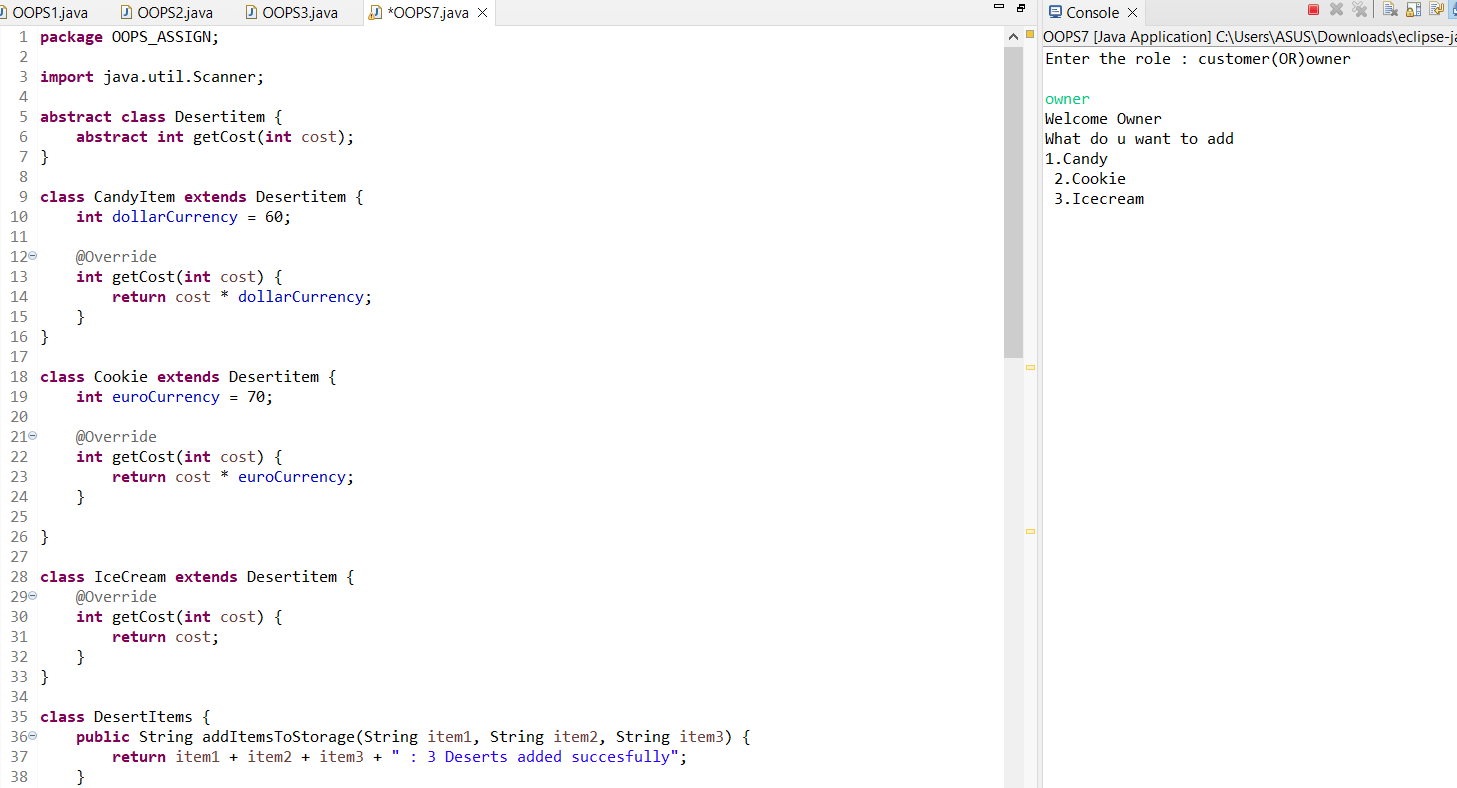 OOPS1.java OOPS2.java OOPS3.java *OOPS7.java
1 package OOPS_ASSIGN;
2
3 import java.util.Scanner;
4
5 abstract class Desertitem {
6 abstract int getCost(int cost);
7 }
8
9 class CandyItem extends Desertitem {
10 int dollarCurrency = 60;
11
12 @Override
13 int getCost(int cost) {
14 return cost * dollarCurrency;
15 }
16 }
17
18 class Cookie extends Desertitem {
19 int euroCurrency = 70;
20
21 @Override
22 int getCost(int cost) {
23 return cost * euroCurrency;
24 }
25
26 }
27
28 class IceCream extends Desertitem {
29 @Override
30 int getCost(int cost) {
31 return cost;
32 }
33 }
34
35 class DesertItems {
36 public String addItemsToStorage(String item1, String item2, String item3) {
37 return item1 + item2 + item3 + " : 3 Deserts added succesfully";
38 }
Console
OOPS7 [Java Application] C:\Users\ASUS\Downloads\eclipse-ja
Enter the role : customer(OR)owner
owner
Welcome Owner
What do u want to add
1.Candy
2.Cookie
3.Icecream